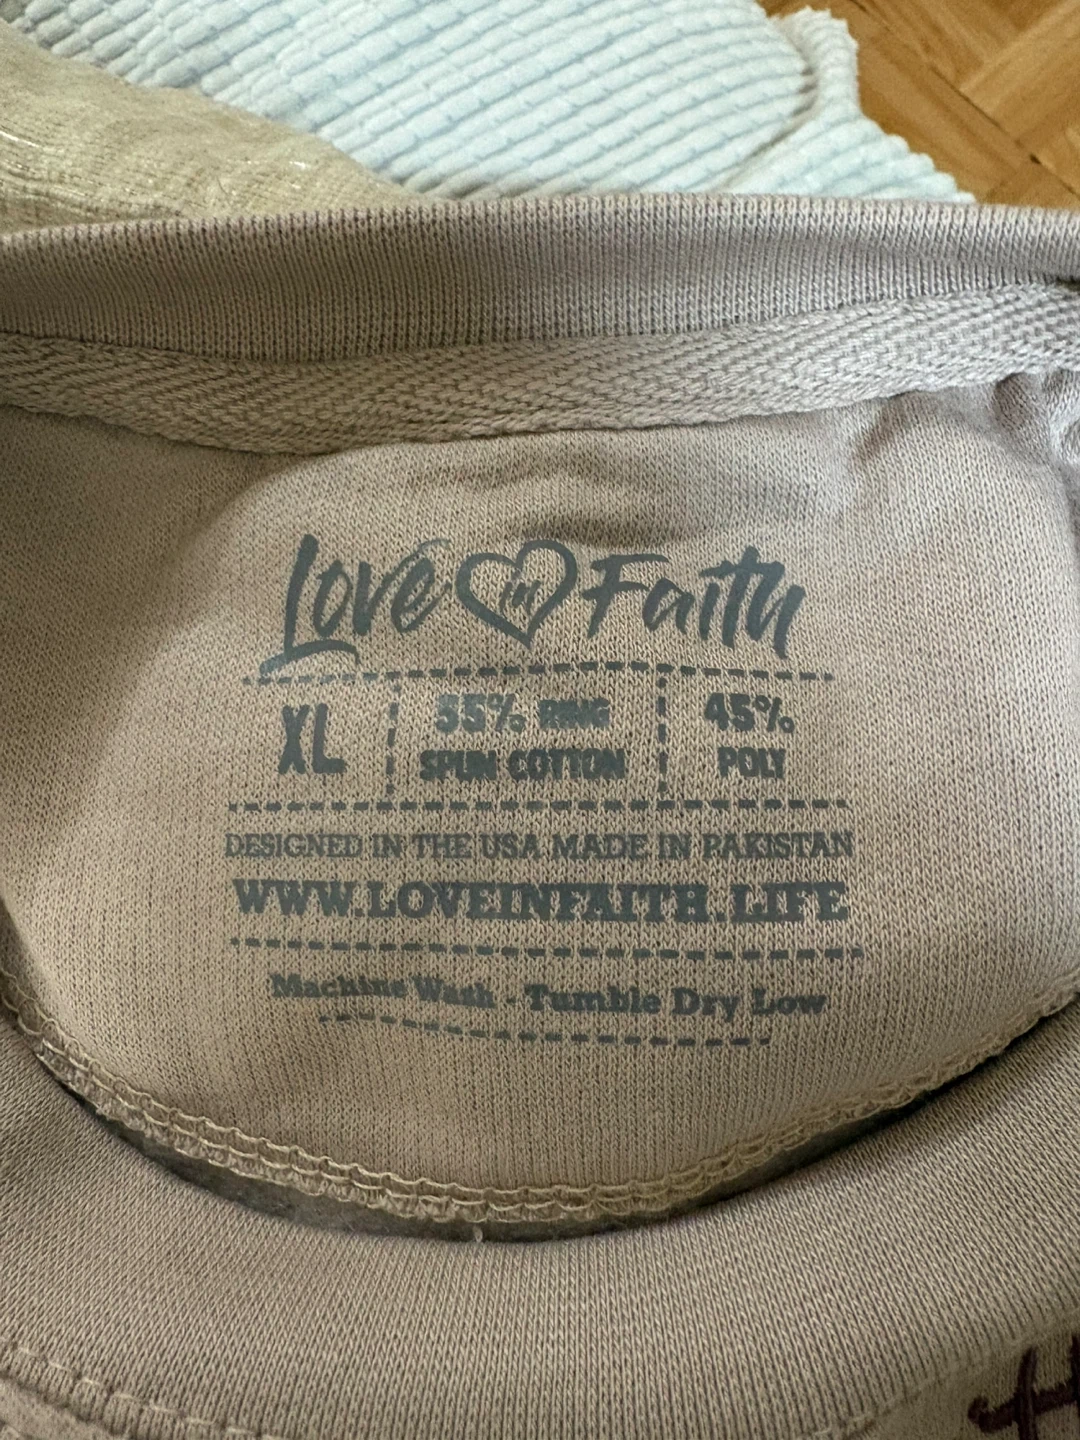 Love in Faith
XL
55% RING
SPUN COTTON
45%
POLY
DESIGNED IN THE USA MADE IN PAKISTAN
WWW.LOVEINFAITH.LIFE
Machine Wash - Tumble Dry Low